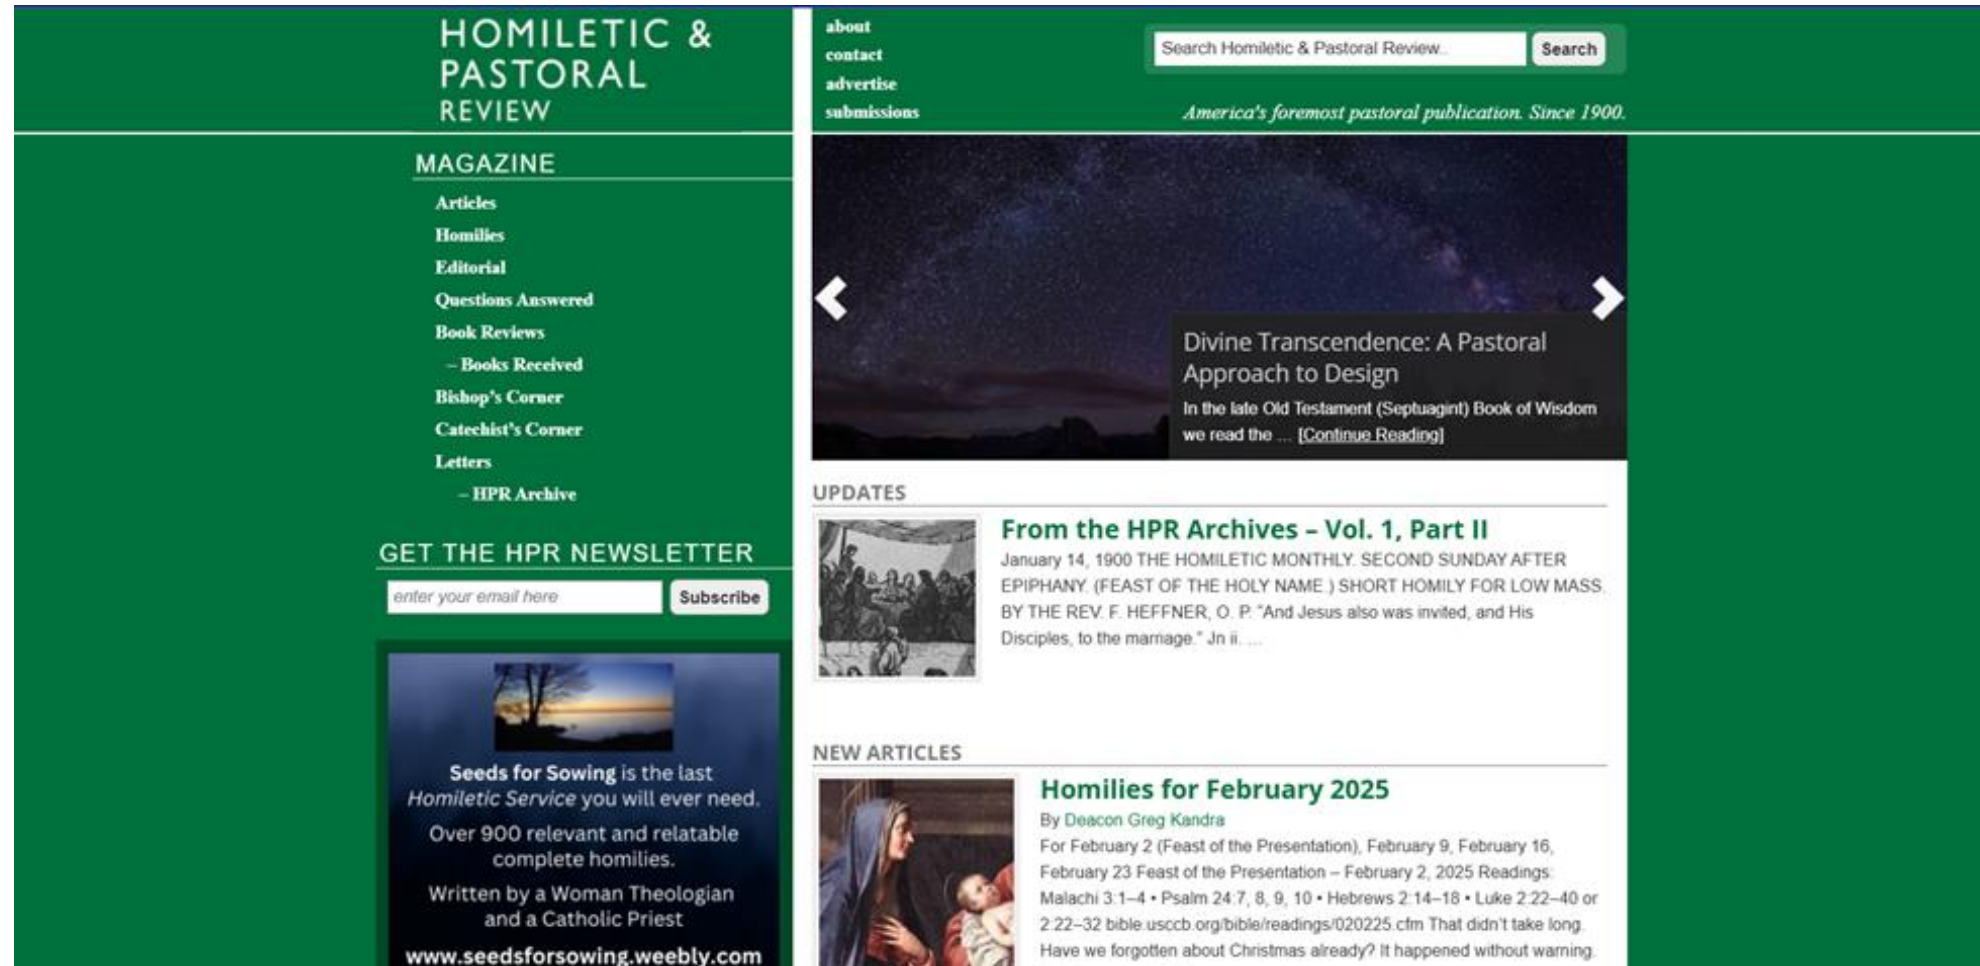 HOMILETIC &
PASTORAL
REVIEW
about
contact
advertise
submissions
Search Homiletic & Pastoral Review..
Search
America's foremost pastoral publication. Since 1900.
MAGAZINE
Articles
Homilies
Editorial
Questions Answered
Book Reviews
– Books Received
Bishop's Corner
Catechist's Corner
Letters
– HPR Archive
GET THE HPR NEWSLETTER
enter your email here
Subscribe
Seeds for Sowing is the last
Homiletic Service you will ever need.
Over 900 relevant and relatable
complete homilies.
Written by a Woman Theologian
and a Catholic Priest
www.seedsforsowing.weebly.com
Divine Transcendence: A Pastoral
Approach to Design
In the late Old Testament (Septuagint) Book of Wisdom
we read the ... [Continue Reading]
UPDATES
From the HPR Archives – Vol. 1, Part II
January 14, 1900 THE HOMILETIC MONTHLY. SECOND SUNDAY AFTER
EPIPHANY. (FEAST OF THE HOLY NAME.) SHORT HOMILY FOR LOW MASS.
BY THE REV. F. HEFFNER, O. P. “And Jesus also was invited, and His
Disciples, to the marriage.” Jn ii. ...
NEW ARTICLES
Homilies for February 2025
By Deacon Greg Kandra
For February 2 (Feast of the Presentation), February 9, February 16,
February 23 Feast of the Presentation – February 2, 2025 Readings:
Malachi 3:1–4 • Psalm 24:7, 8, 9, 10 • Hebrews 2:14–18 • Luke 2:22–40 or
2:22–32 bible.usccb.org/bible/readings/020225.cfm That didn't take long.
Have we forgotten about Christmas already? It happened without warning.